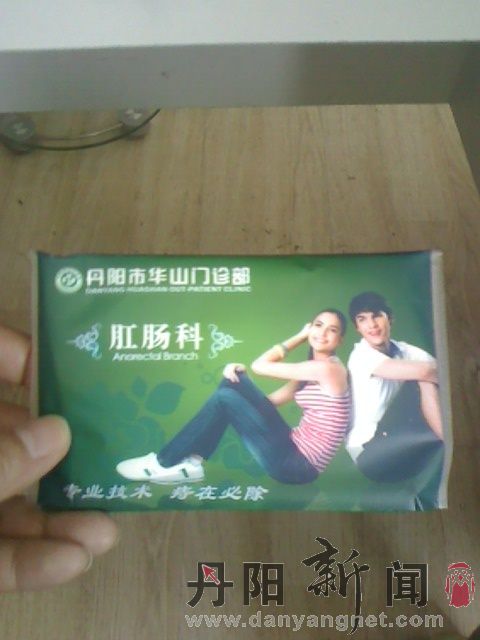 丹阳市华山门诊部
DANYANG HUASHAN OUT-PATIENT CLINIC
肛肠科
Anorectal Branch
专业技术 痔在必除
丹阳新闻
www.danyangnet.com